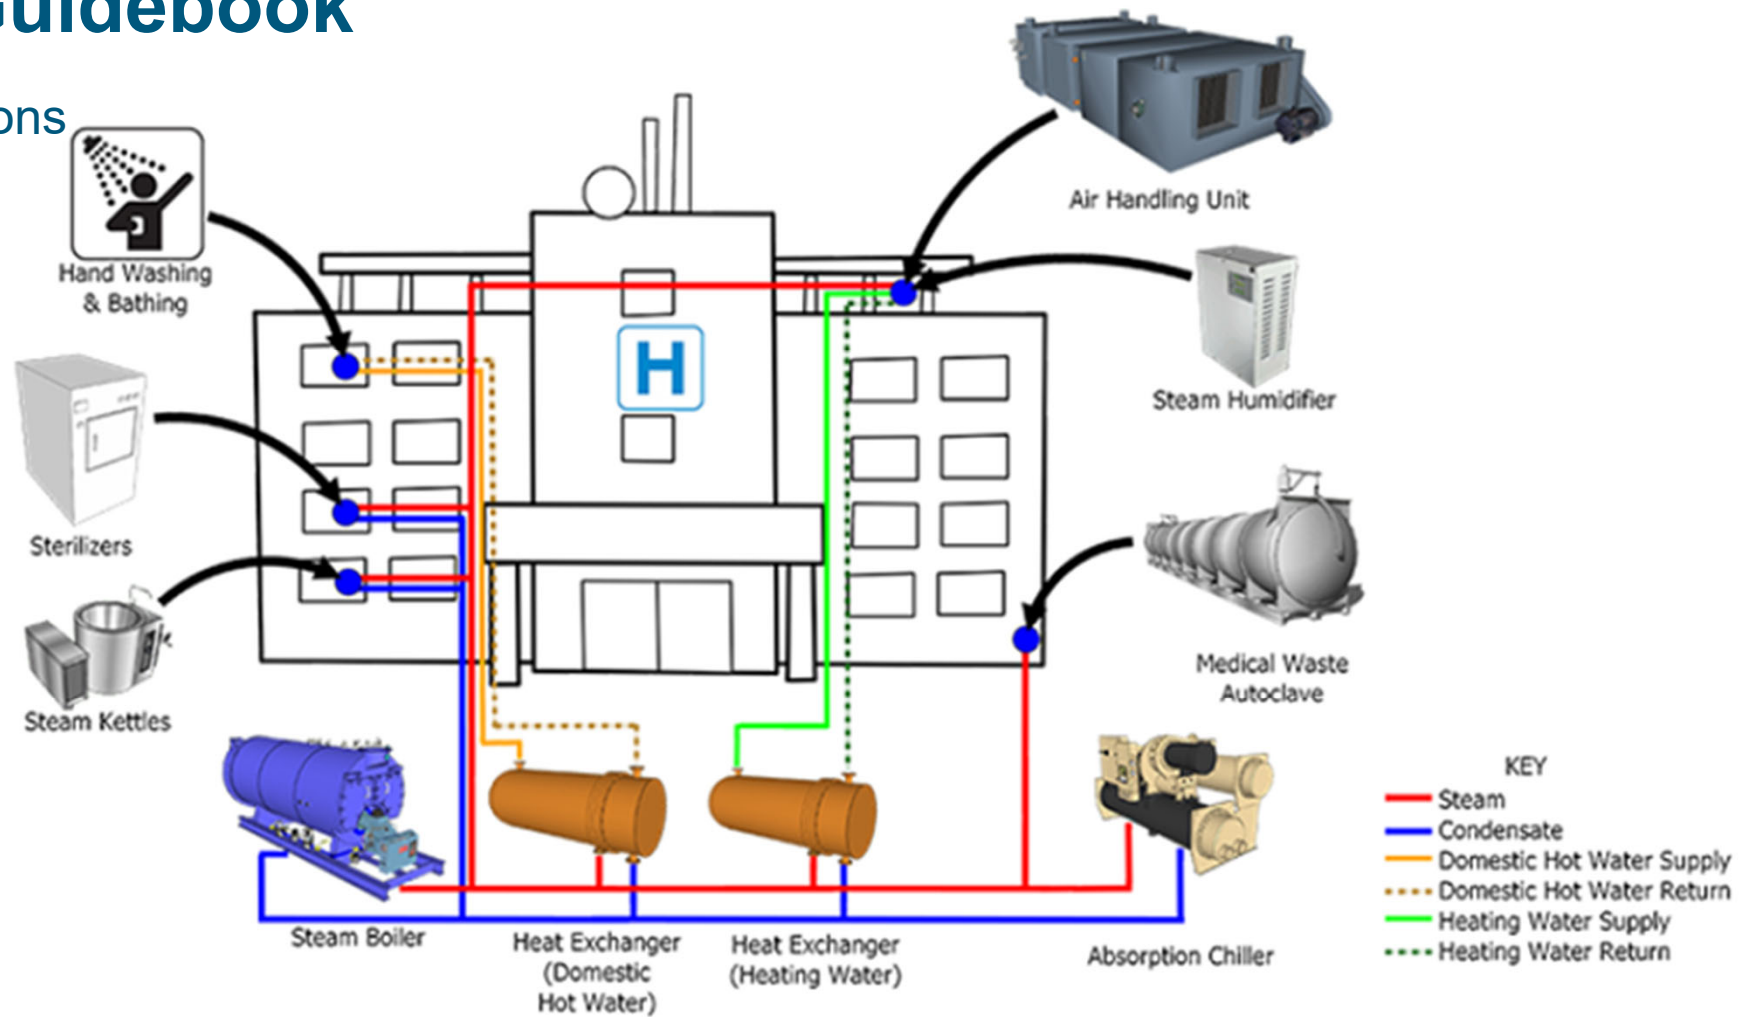 Guidebook
ons
Hand Washing
& Bathing
Air Handling Unit
Steam Humidifier
H
Sterilizers
Steam Kettles
Medical Waste
Autoclave
Steam Boiler
Heat Exchanger
(Domestic
Hot Water)
Heat Exchanger
(Heating Water)
Absorption Chiller
KEY
Steam
Condensate
Domestic Hot Water Supply
Domestic Hot Water Return
Heating Water Supply
Heating Water Return